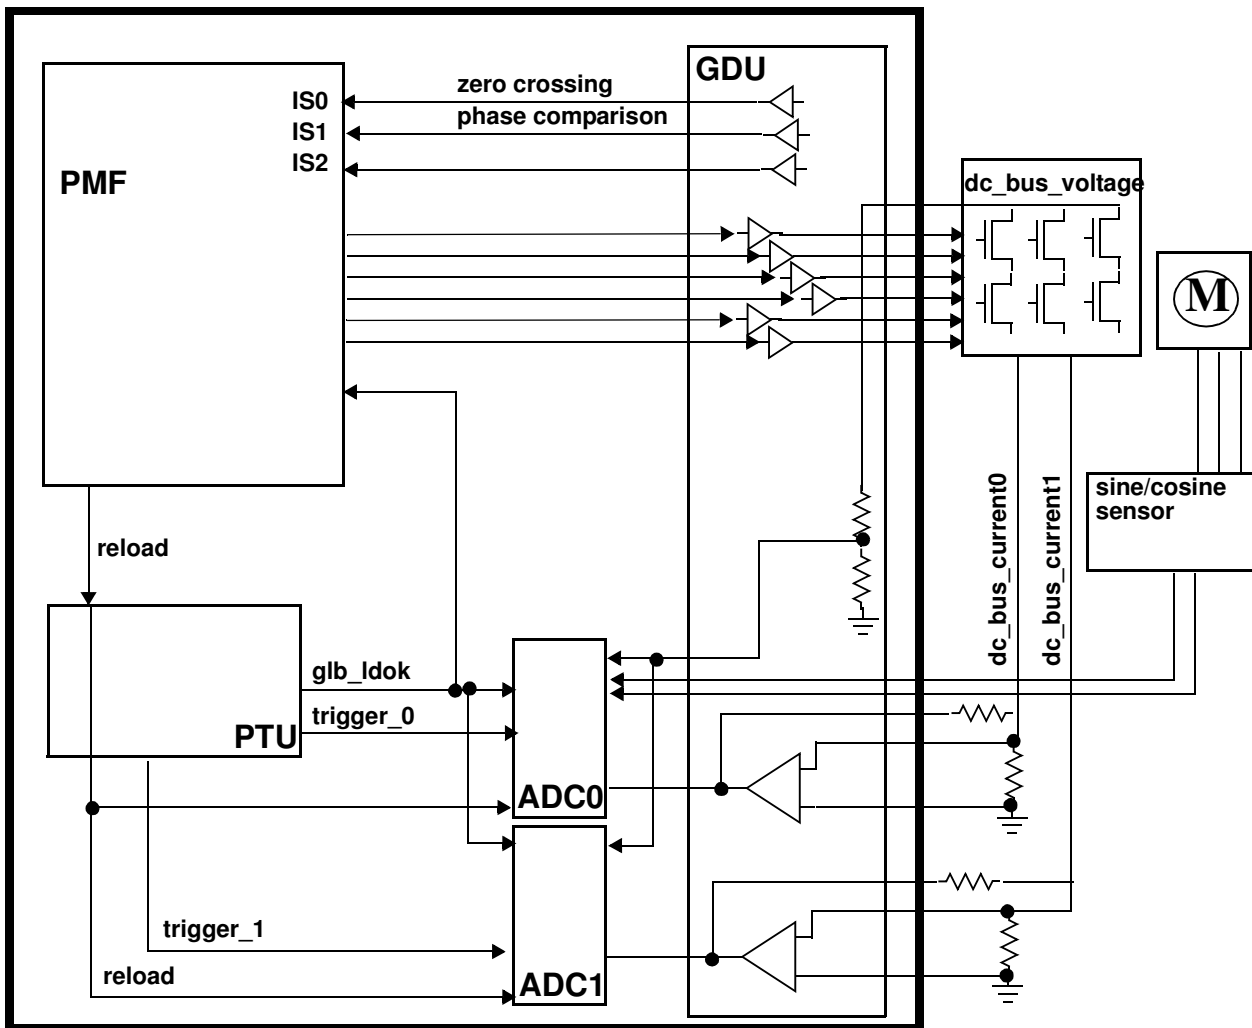 GDU
zero crossing
IS0
phase comparison
IS1
IS2
PMF
dc_bus_voltage
M
sine/cosine
sensor
dc_bus_current0
dc_bus_current1
reload
glb_ldok
trigger_0
PTU
ADC0
trigger_1
reload
ADC1